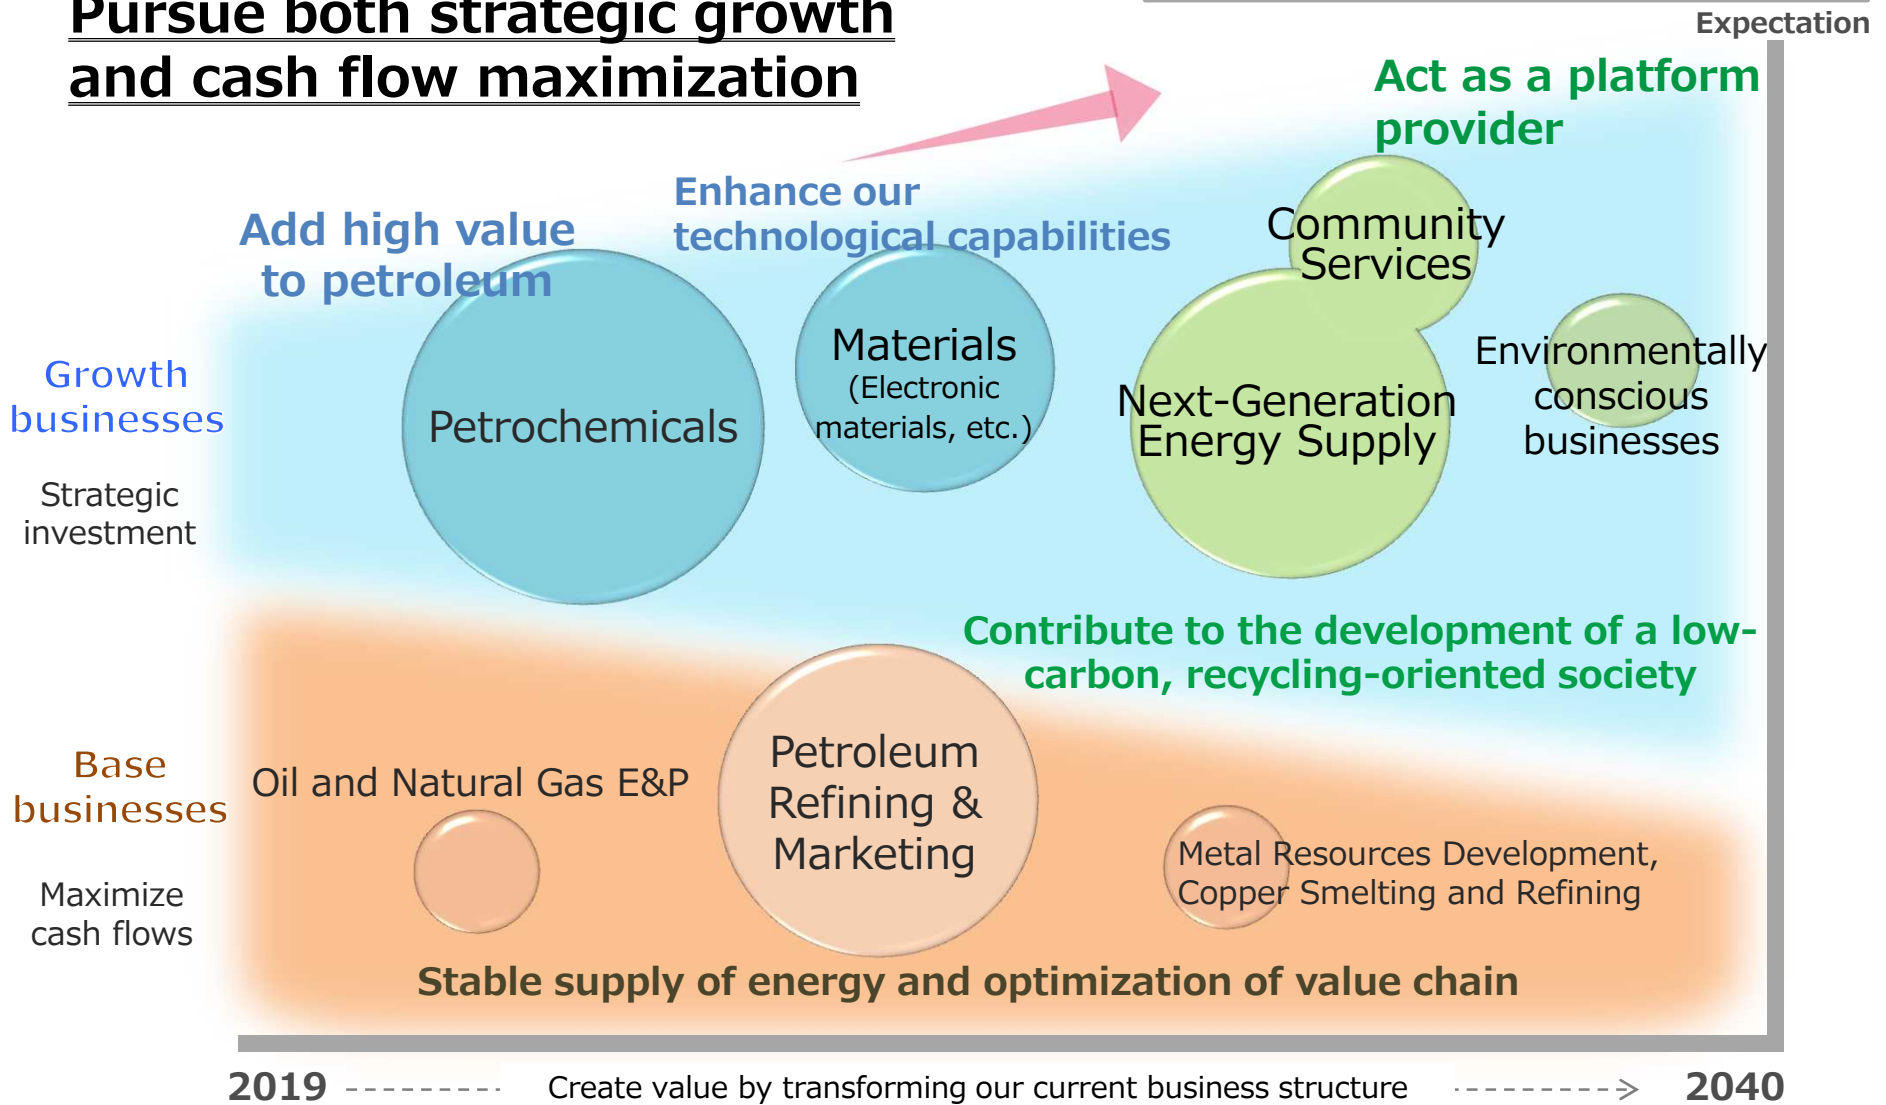 Pursue both strategic growth
and cash flow maximization
Expectation
Act as a platform
provider
Enhance our
technological capabilities
Add high value
to petroleum
Community
Services
Growth
businesses
Strategic
investment
Petrochemicals
Materials
(Electronic
materials, etc.)
Next-Generation
Energy Supply
Environmentally
conscious
businesses
Contribute to the development of a low-
carbon, recycling-oriented society
Base
businesses
Maximize
cash flows
Oil and Natural Gas E&P
Petroleum
Refining &
Marketing
Metal Resources Development,
Copper Smelting and Refining
Stable supply of energy and optimization of value chain
2019
Create value by transforming our current business structure
2040